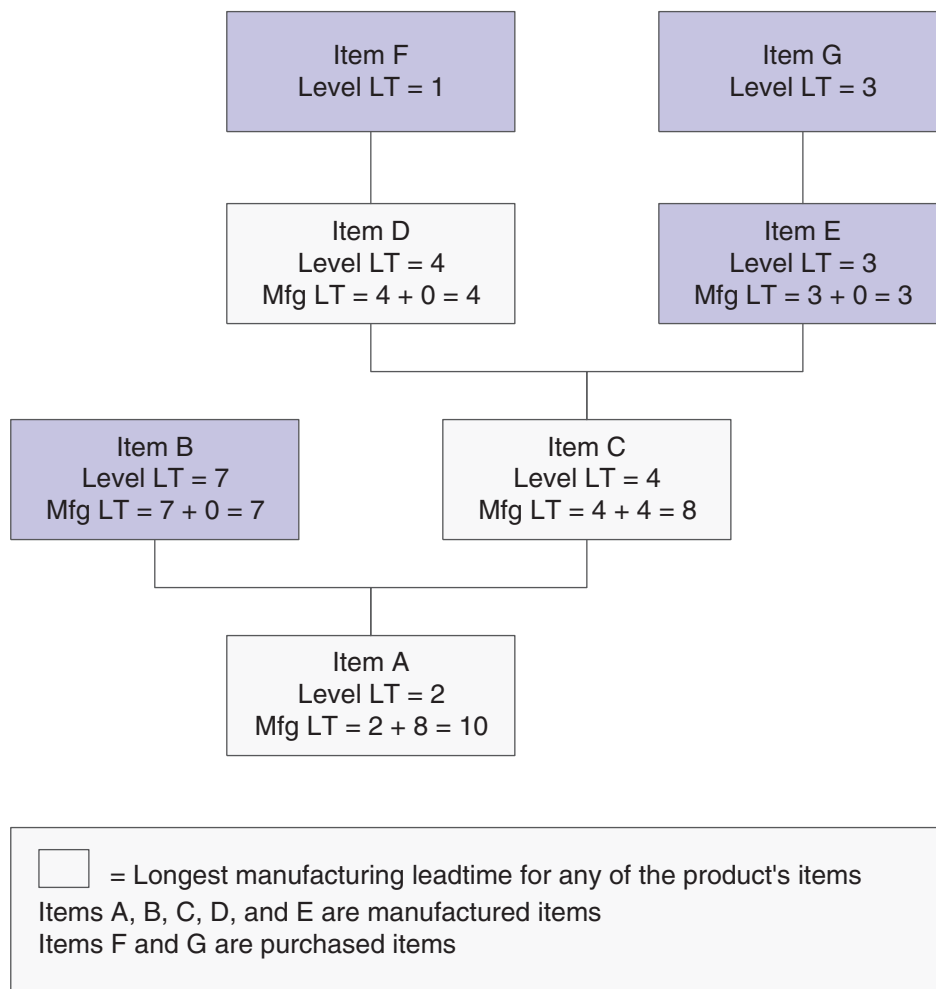 Item F
Level LT = 1
Item G
Level LT = 3
Item D
Level LT = 4
Mfg LT = 4 + 0 = 4
Item E
Level LT = 3
Mfg LT = 3 + 0 = 3
Item B
Level LT = 7
Mfg LT = 7 + 0 = 7
Item C
Level LT = 4
Mfg LT = 4 + 4 = 8
Item A
Level LT = 2
Mfg LT = 2 + 8 = 10
= Longest manufacturing leadtime for any of the product's items
Items A, B, C, D, and E are manufactured items
Items F and G are purchased items